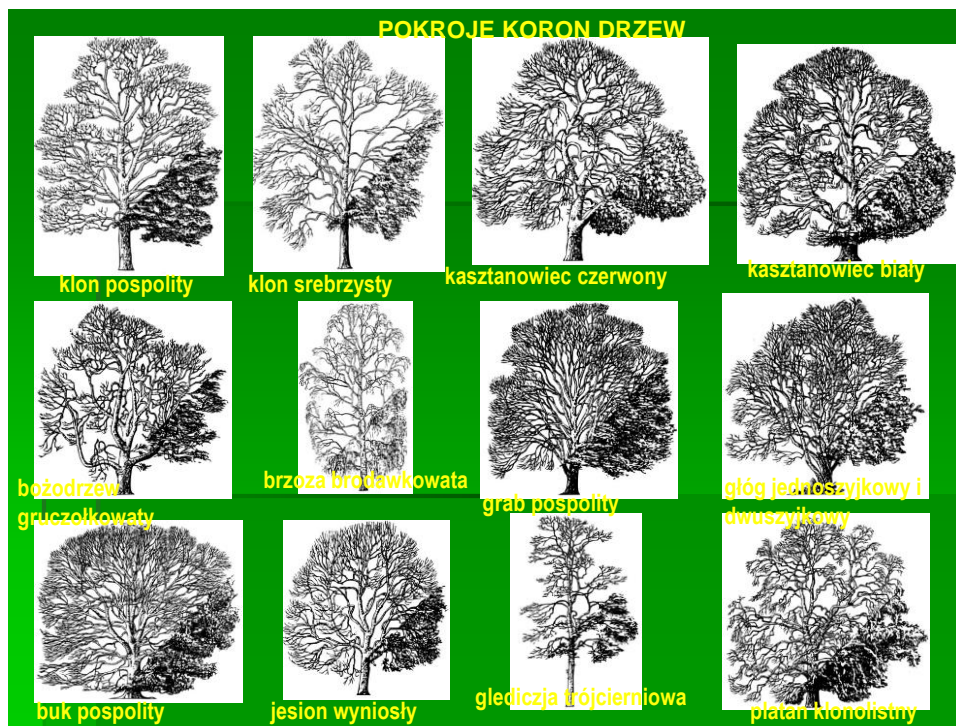 POKROJE KORON DRZEW
klon pospolity
klon srebrzysty
kasztanowiec czerwony
kasztanowiec biały
bożodrzew
gruczołkowaty
brzoza brodawkowata
grab pospolity
głóg jednoszyjkowy i
dwuszyjkowy
buk pospolity
jesion wyniosły
glediczja trójcierniowa
platan klonolistny